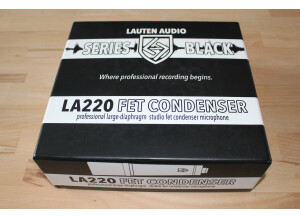 LAUTEN AUDIO
SERIES BLACK
Where professional recording begins.
LA220 FET CONDENSER
professional large-diaphragm studio fet condenser microphone
LA220 FET CONDENSER